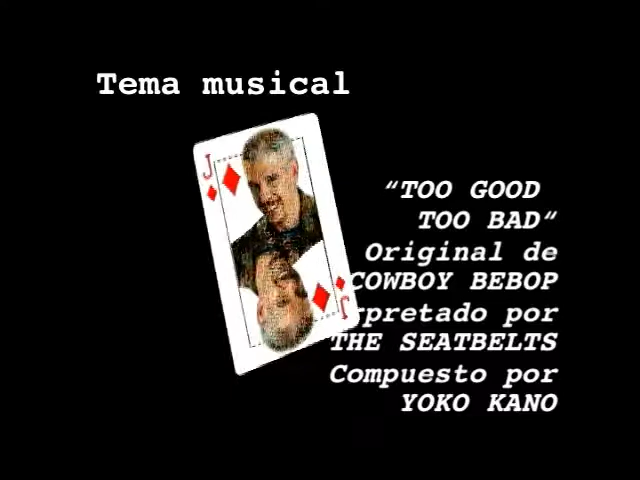 Tema musical
J
“TOO GOOD
TOO BAD“
Original de
COWBOY BEBOP
rpretado por
THE SEATBELTS
Compuesto por
YOKO KANO
J